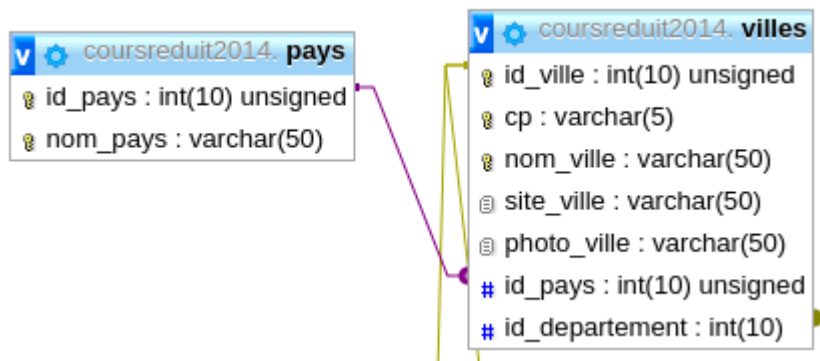 v coursreduit2014. pays
id_pays : int(10) unsigned
nom_pays : varchar(50)
v coursreduit2014. villes
id_ville : int(10) unsigned
cp : varchar(5)
nom_ville : varchar(50)
site_ville : varchar(50)
photo_ville : varchar(50)
# id_pays : int(10) unsigned
# id_departement : int(10)